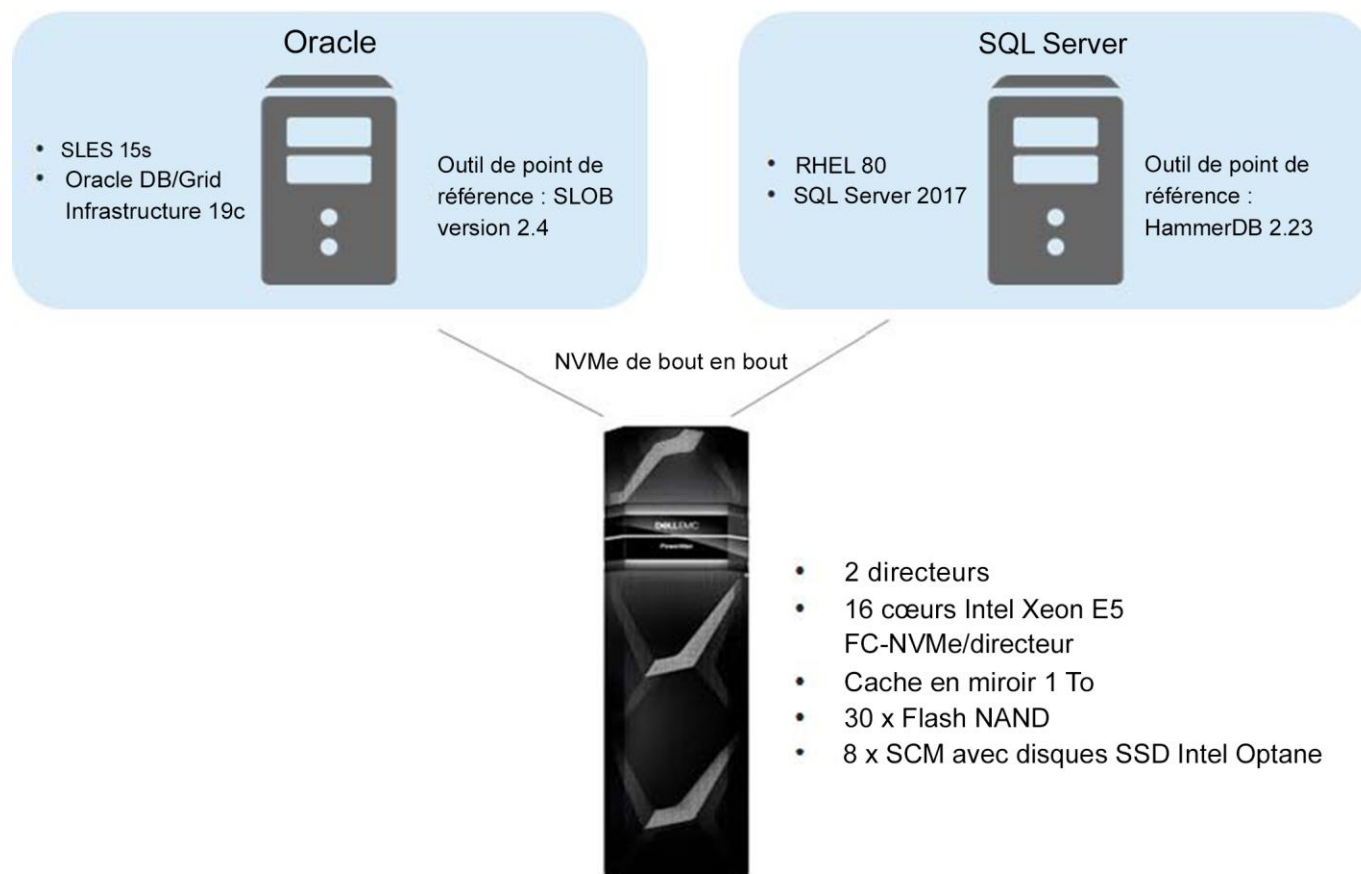 Oracle
• SLES 15s
• Oracle DB/Grid
Infrastructure 19c
Outil de point de
référence : SLOB
version 2.4
SQL Server
• RHEL 80
• SQL Server 2017
Outil de point de
référence :
HammerDB 2.23
NVMe de bout en bout
DELLEMC
PowerMax
• 2 directeurs
• 16 cœurs Intel Xeon E5
FC-NVMe/directeur
• Cache en miroir 1 To
• 30 x Flash NAND
• 8 x SCM avec disques SSD Intel Optane